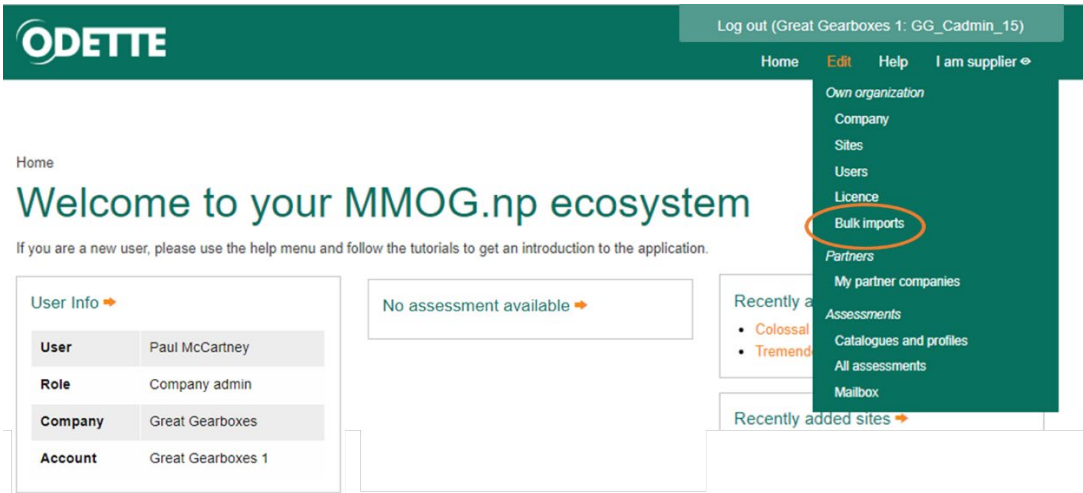 ODETTE
Log out (Great Gearboxes 1: GG_Cadmin_15)
Home Edit Help I am supplier
Own organization
Company
Sites
Users
Licence
Bulk imports
Partners
My partner companies
Assessments
Catalogues and profiles
All assessments
Mailbox
Home
Welcome to your MMOG.np ecosystem
If you are a new user, please use the help menu and follow the tutorials to get an introduction to the application.
User Info
User Paul McCartney
Role Company admin
Company Great Gearboxes
Account Great Gearboxes 1
No assessment available
Recently
Colossal
Recently added sites